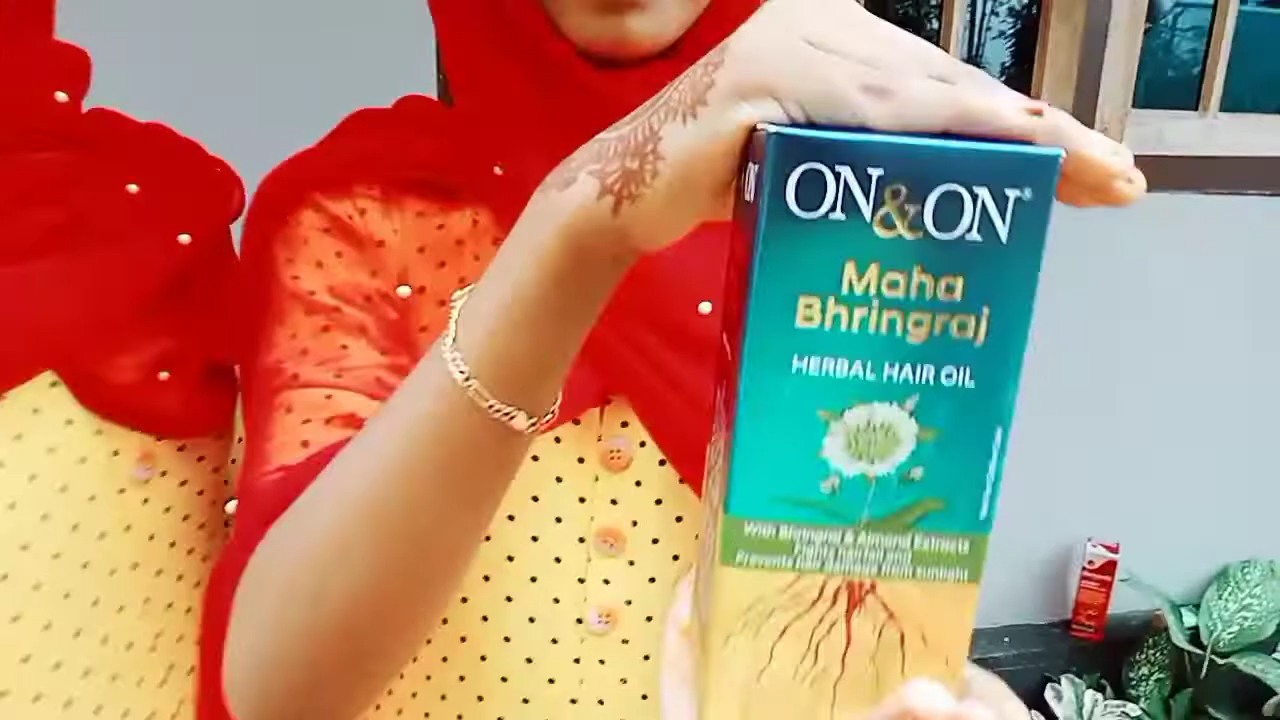 ON&ON®
Maha
Bhringraj
HERBAL HAIR OIL
With Bhringraj & Almond Extracts